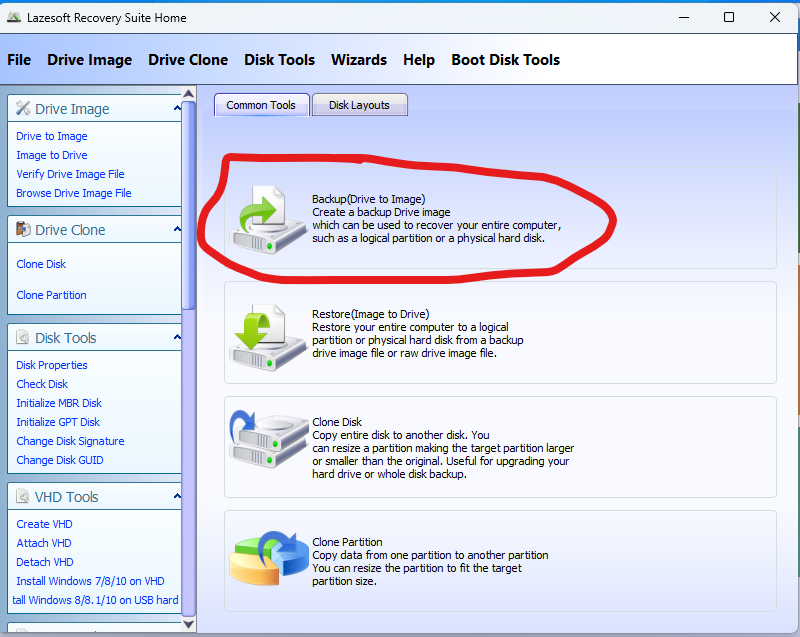 Lazesoft Recovery Suite Home
File Drive Image Drive Clone Disk Tools Wizards Help Boot Disk Tools
Drive Image
Drive to Image
Image to Drive
Verify Drive Image File
Browse Drive Image File
Drive Clone
Clone Disk
Clone Partition
Disk Tools
Disk Properties
Check Disk
Initialize MBR Disk
Initialize GPT Disk
Change Disk Signature
Change Disk GUID
VHD Tools
Create VHD
Attach VHD
Detach VHD
Install Windows 7/8/10 on VHD
tall Windows 8/8.1/10 on USB hard
Common Tools Disk Layouts
Backup(Drive to Image)
Create a backup Drive image
which can be used to recover your entire computer,
such as a logical partition or a physical hard disk.
Restore(Image to Drive)
Restore your entire computer to a logical
partition or physical hard disk from a backup
drive image file or raw drive image file.
Clone Disk
Copy entire disk to another disk. You
can resize a partition making the target partition larger
or smaller than the original. Useful for upgrading your
hard drive or whole disk backup.
Clone Partition
Copy data from one partition to another partition
You can resize the partition to fit the target
partition size.